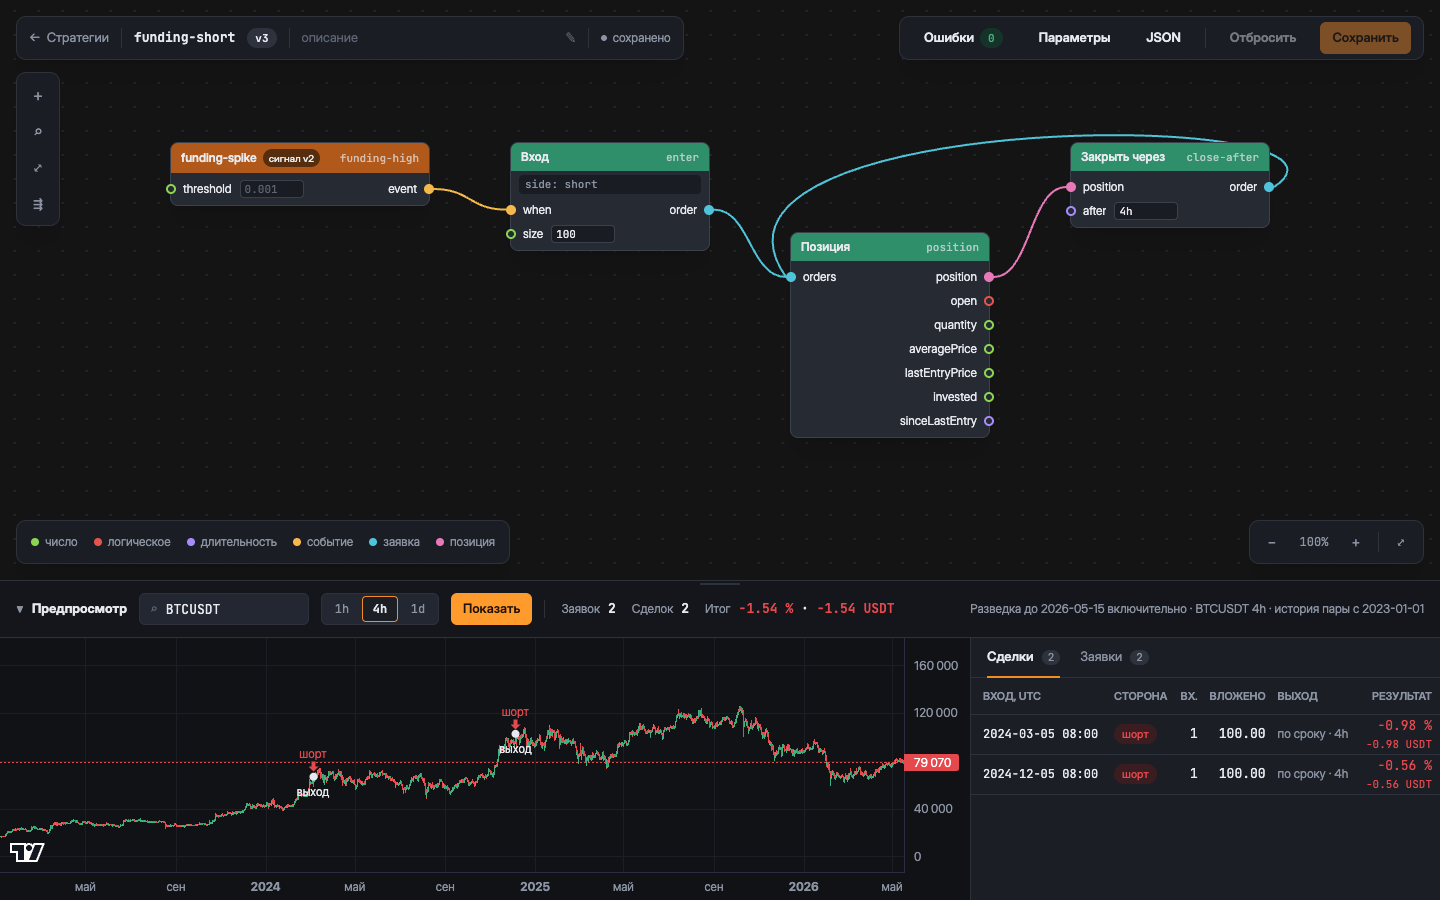 ← Стратегии funding-short v3 описание сохранено
Ошибки 0 Параметры JSON Отбросить Сохранить
funding-spike сигнал v2 funding-high
threshold 0.001 event
Вход enter
side: short
when order
size 100
Позиция position
orders position
open
quantity
averagePrice
lastEntryPrice
invested
sinceLastEntry
Закрыть через close-after
position order
after 4h
число логическое длительность событие заявка позиция
− 100% +
▼ Предпросмотр BTCUSDT 1h 4h 1d Показать Заявок 2 Сделок 2 Итог -1.54 % · -1.54 USDT
Разведка до 2026-05-15 включительно · BTCUSDT 4h · история пары с 2023-01-01
шорт
выход
шорт
выход
160 000
120 000
79 070
40 000
0
май сен 2024 май сен 2025 май сен 2026 май
Сделки 2 Заявки 2
ВХОД, UTC СТОРОНА ВХ. ВЛОЖЕНО ВЫХОД РЕЗУЛЬТАТ
2024-03-05 08:00 шорт 1 100.00 по сроку · 4h -0.98 %
-0.98 USDT
2024-12-05 08:00 шорт 1 100.00 по сроку · 4h -0.56 %
-0.56 USDT